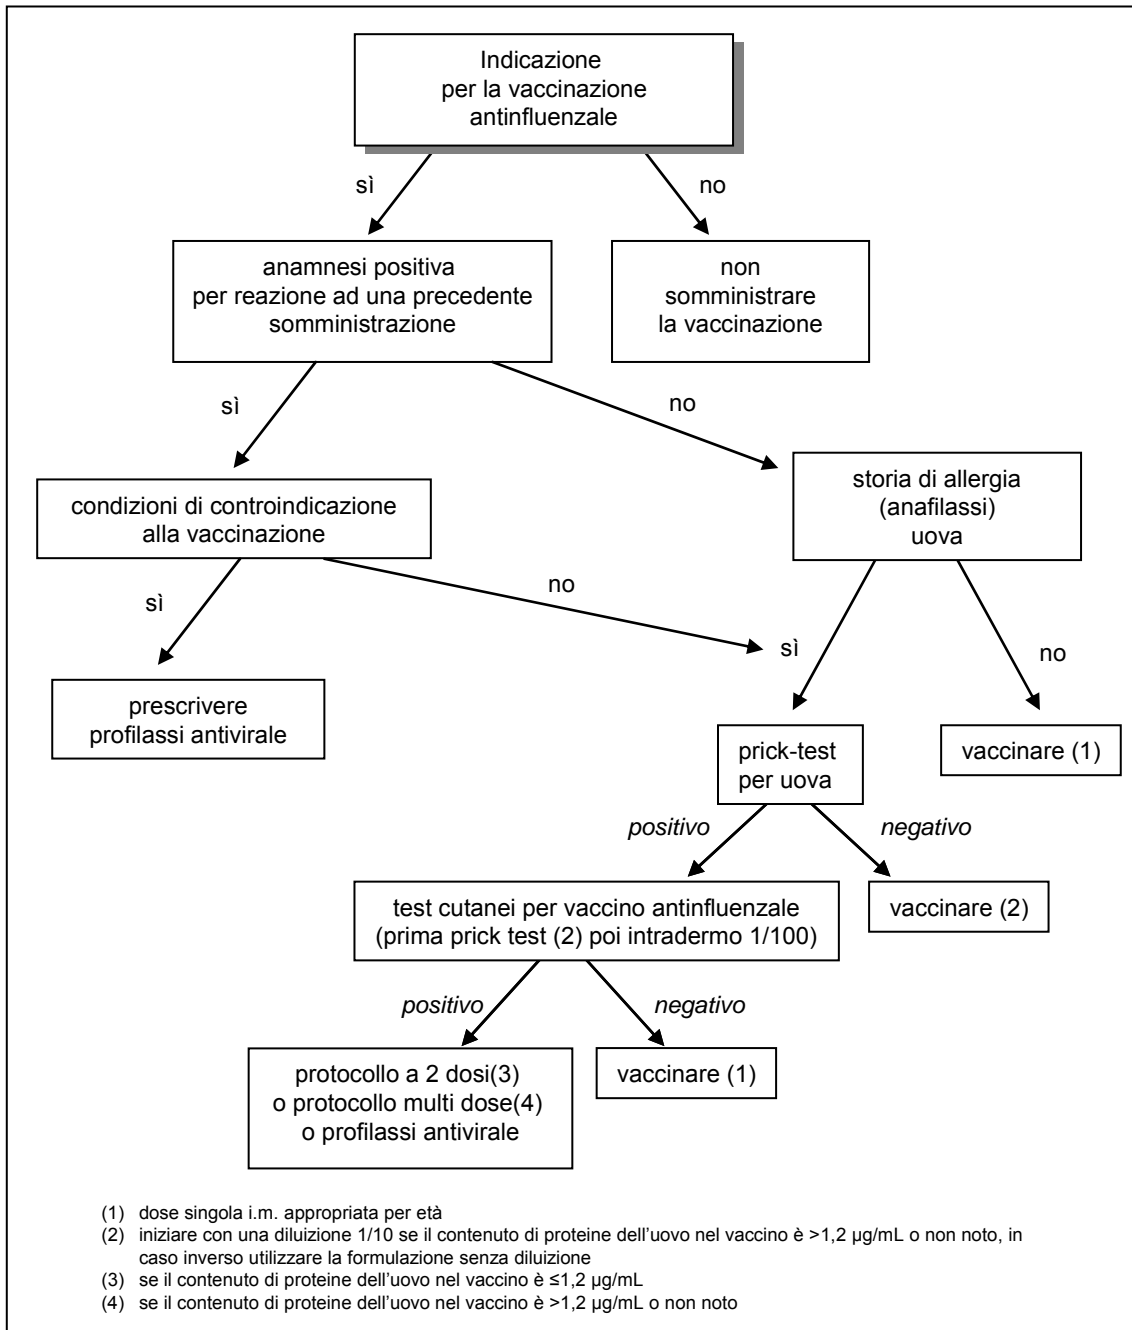 Indicazione
per la vaccinazione
antinfluenzale
sì
no
anamnesi positiva
per reazione ad una precedente
somministrazione
non
somministrare
la vaccinazione
sì
no
condizioni di controindicazione
alla vaccinazione
storia di allergia
(anafilassi)
uova
sì
no
sì
no
prescrivere
profilassi antivirale
prick-test
per uova
vaccinare (1)
positivo
negativo
test cutanei per vaccino antinfluenzale
(prima prick test (2) poi intradermo 1/100)
vaccinare (2)
positivo
negativo
protocollo a 2 dosi(3)
o protocollo multi dose(4)
o profilassi antivirale
vaccinare (1)
(1) dose singola i.m. appropriata per età
(2) iniziare con una diluizione 1/10 se il contenuto di proteine dell'uovo nel vaccino è >1,2 µg/mL o non noto, in
caso inverso utilizzare la formulazione senza diluizione
(3) se il contenuto di proteine dell'uovo nel vaccino è ≤1,2 µg/mL
(4) se il contenuto di proteine dell'uovo nel vaccino è >1,2 µg/mL o non noto